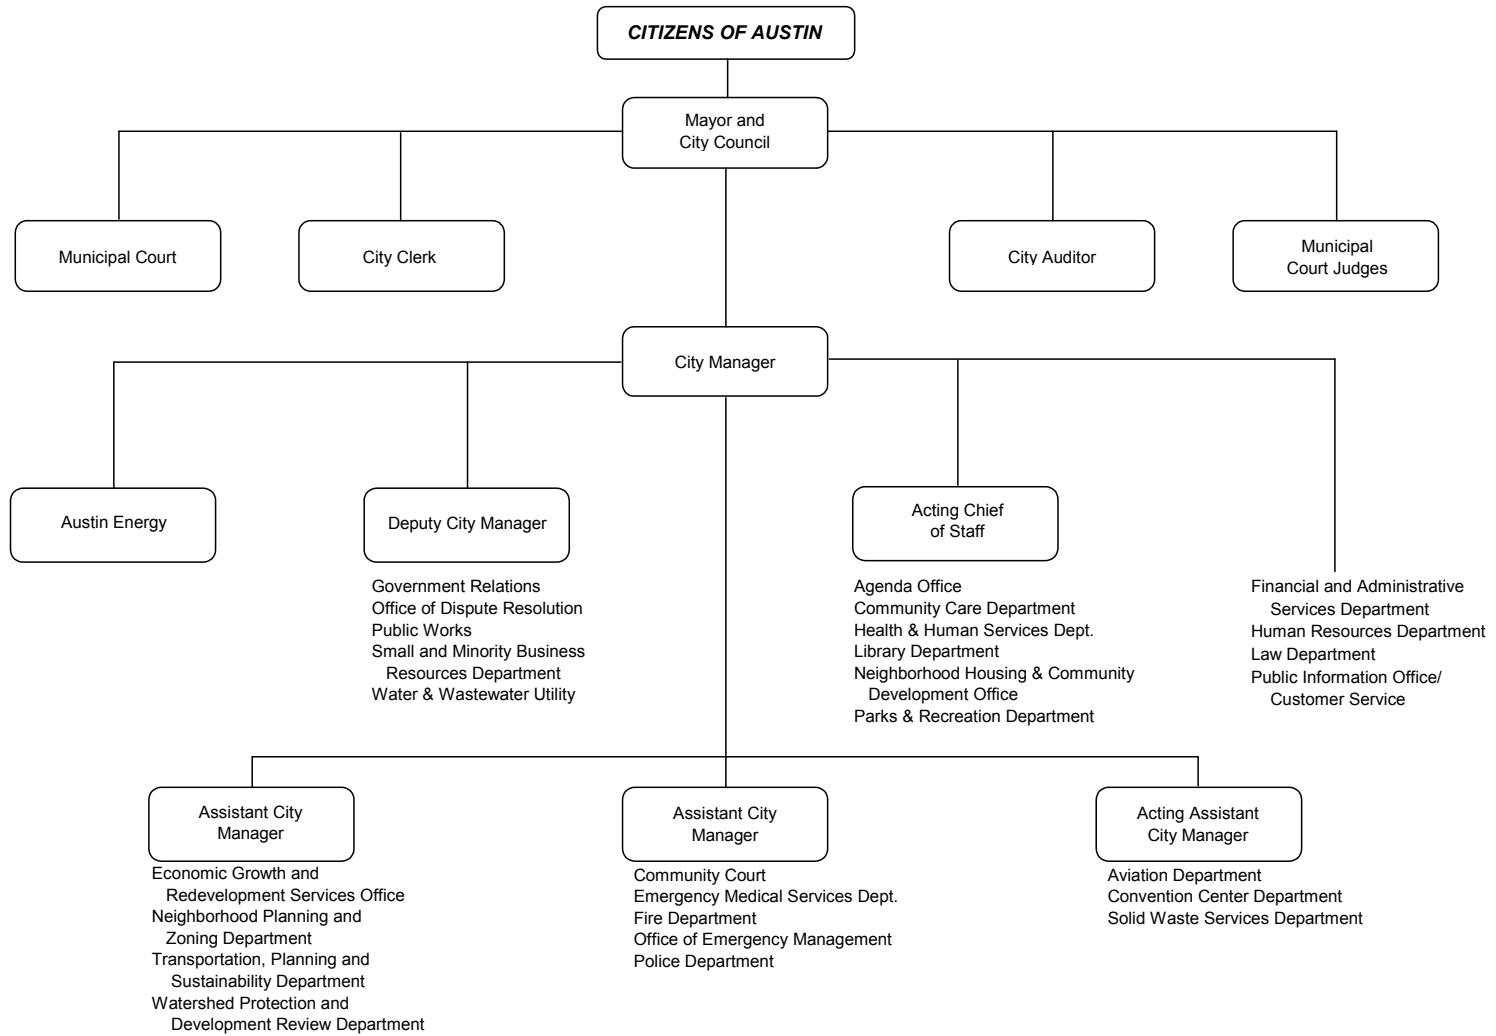 CITIZENS OF AUSTIN
Mayor and
City Council
Municipal Court
City Clerk
City Auditor
Municipal
Court Judges
City Manager
Austin Energy
Deputy City Manager
Government Relations
Office of Dispute Resolution
Public Works
Small and Minority Business
Resources Department
Water & Wastewater Utility
Acting Chief
of Staff
Agenda Office
Community Care Department
Health & Human Services Dept.
Library Department
Neighborhood Housing & Community
Development Office
Parks & Recreation Department
Financial and Administrative
Services Department
Human Resources Department
Law Department
Public Information Office/
Customer Service
Assistant City
Manager
Economic Growth and
Redevelopment Services Office
Neighborhood Planning and
Zoning Department
Transportation, Planning and
Sustainability Department
Watershed Protection and
Development Review Department
Assistant City
Manager
Community Court
Emergency Medical Services Dept.
Fire Department
Office of Emergency Management
Police Department
Acting Assistant
City Manager
Aviation Department
Convention Center Department
Solid Waste Services Department